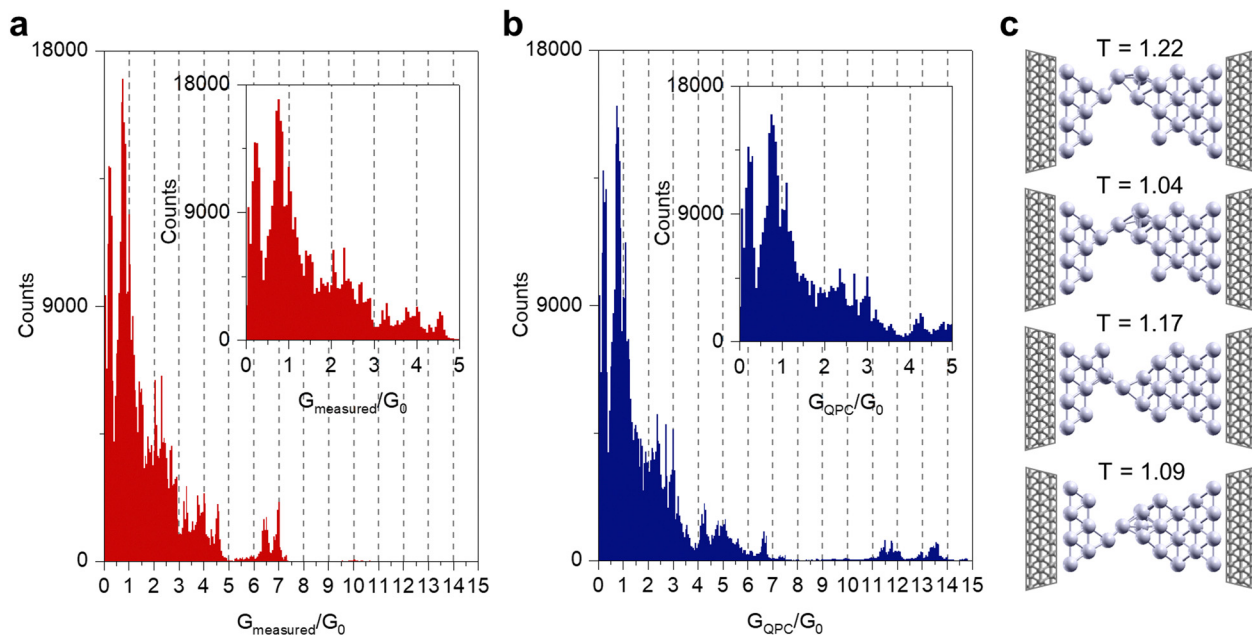 a
18000
9000
0
Counts
0 1 2 3 4 5 6 7 8 9 10 11 12 13 14 15
G_measured/G_0
18000
9000
0
Counts
0 1 2 3 4 5
G_measured/G_0
b
18000
9000
0
Counts
0 1 2 3 4 5 6 7 8 9 10 11 12 13 14 15
G_QPC/G_0
18000
9000
0
Counts
0 1 2 3 4 5
G_QPC/G_0
c
T = 1.22
T = 1.04
T = 1.17
T = 1.09